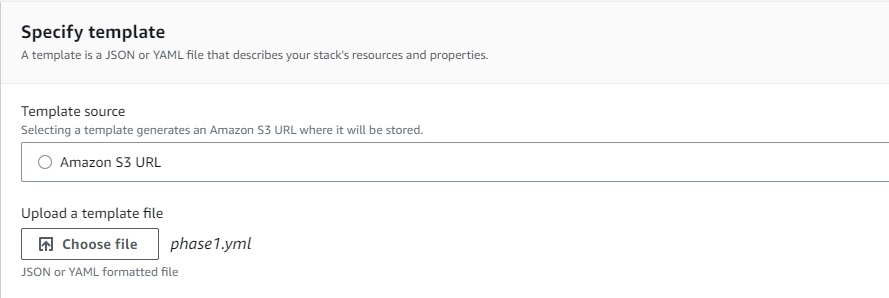 Specify template
A template is a JSON or YAML file that describes your stack's resources and properties.
Template source
Selecting a template generates an Amazon S3 URL where it will be stored.
Amazon S3 URL
Upload a template file
Choose file phase1.yml
JSON or YAML formatted file